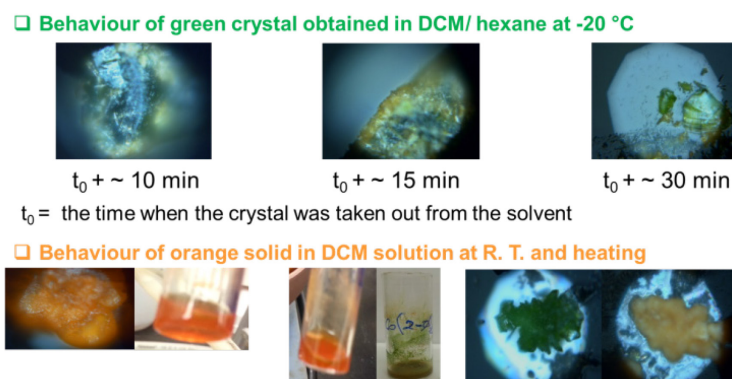 Behaviour of green crystal obtained in DCM/ hexane at -20 °C
t0 + ~ 10 min
t0 + ~ 15 min
t0 + ~ 30 min
t0 = the time when the crystal was taken out from the solvent
Behaviour of orange solid in DCM solution at R. T. and heating